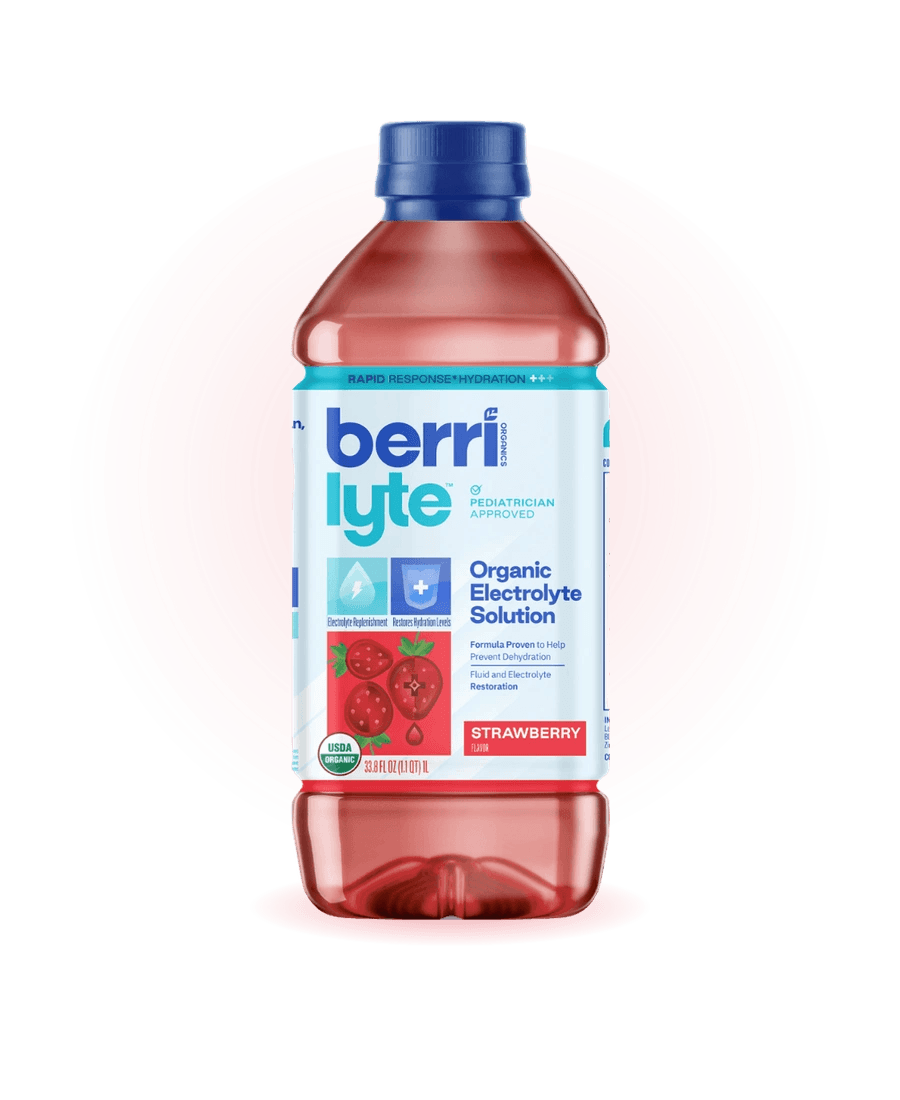 RAPID RESPONSE*HYDRATION +++
berri
ORGANICS
lyte™
PEDIATRICIAN
APPROVED
Organic
Electrolyte
Solution
Electrolyte Replenishment
Restores Hydration Levels
Formula Proven to Help
Prevent Dehydration
Fluid and Electrolyte
Restoration
STRAWBERRY
FLAVOR
USDA
ORGANIC
33.8 FL OZ (1.1 QT) 1L